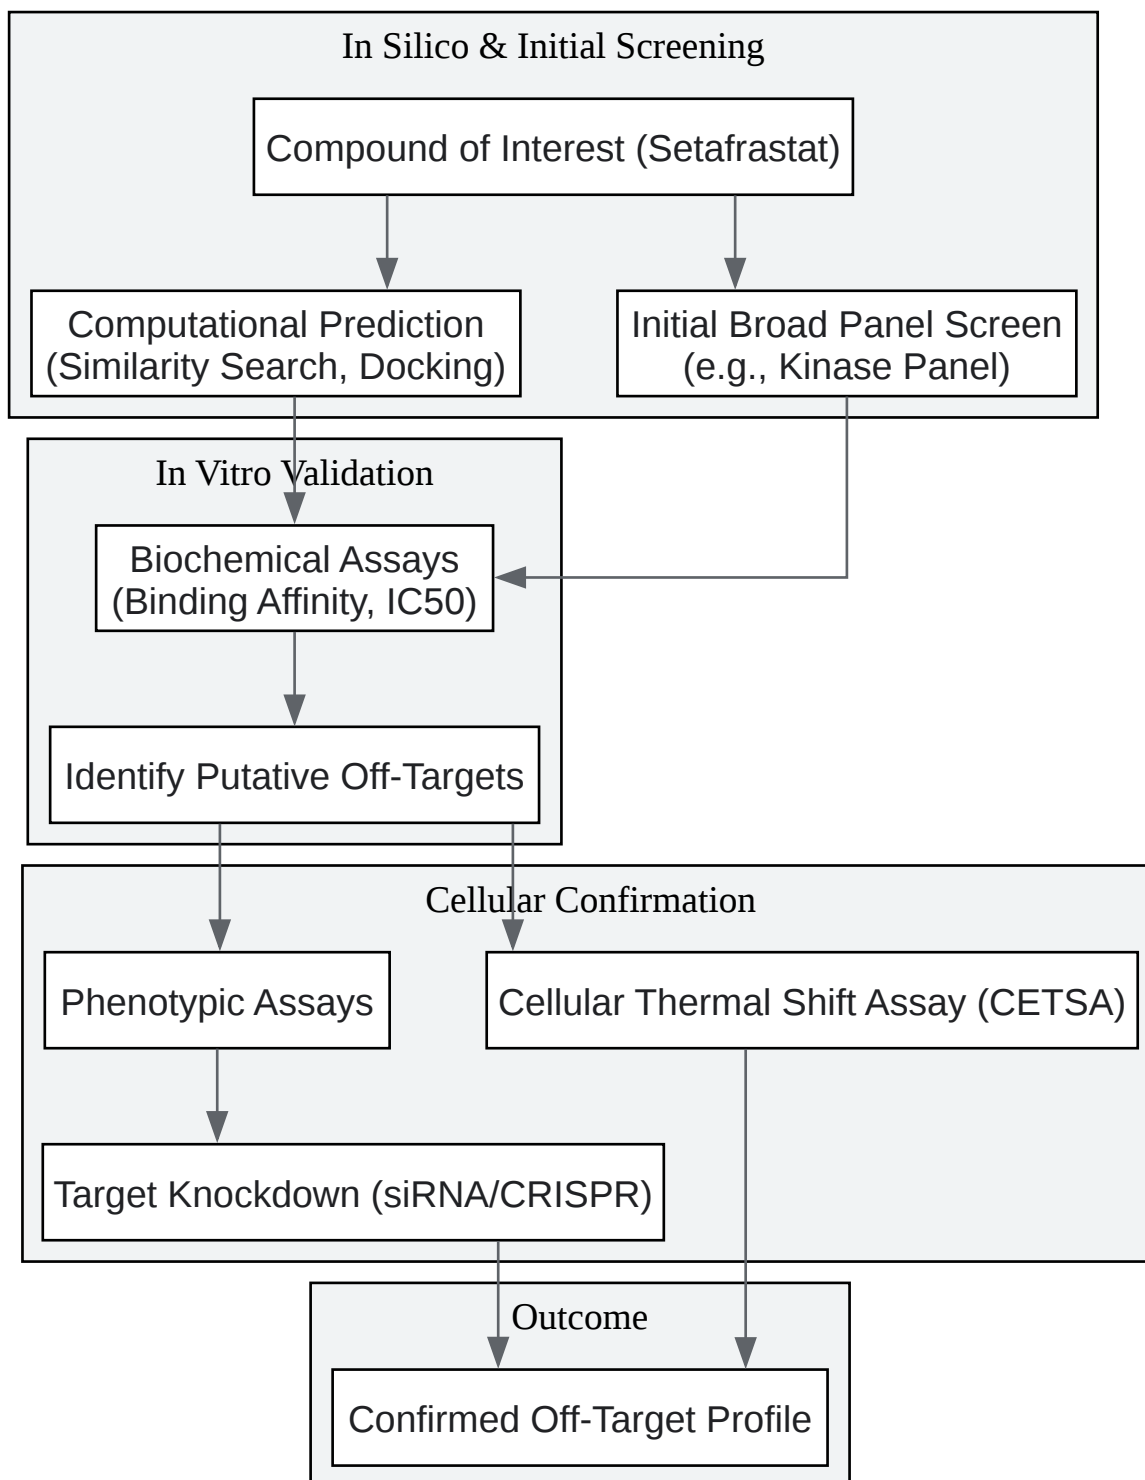 In Silico & Initial Screening
Compound of Interest (Setafrastat)
Computational Prediction
(Similarity Search, Docking)
Initial Broad Panel Screen
(e.g., Kinase Panel)
In Vitro Validation
Biochemical Assays
(Binding Affinity, IC50)
Identify Putative Off-Targets
Cellular Confirmation
Phenotypic Assays
Cellular Thermal Shift Assay (CETSA)
Target Knockdown (siRNA/CRISPR)
Outcome
Confirmed Off-Target Profile